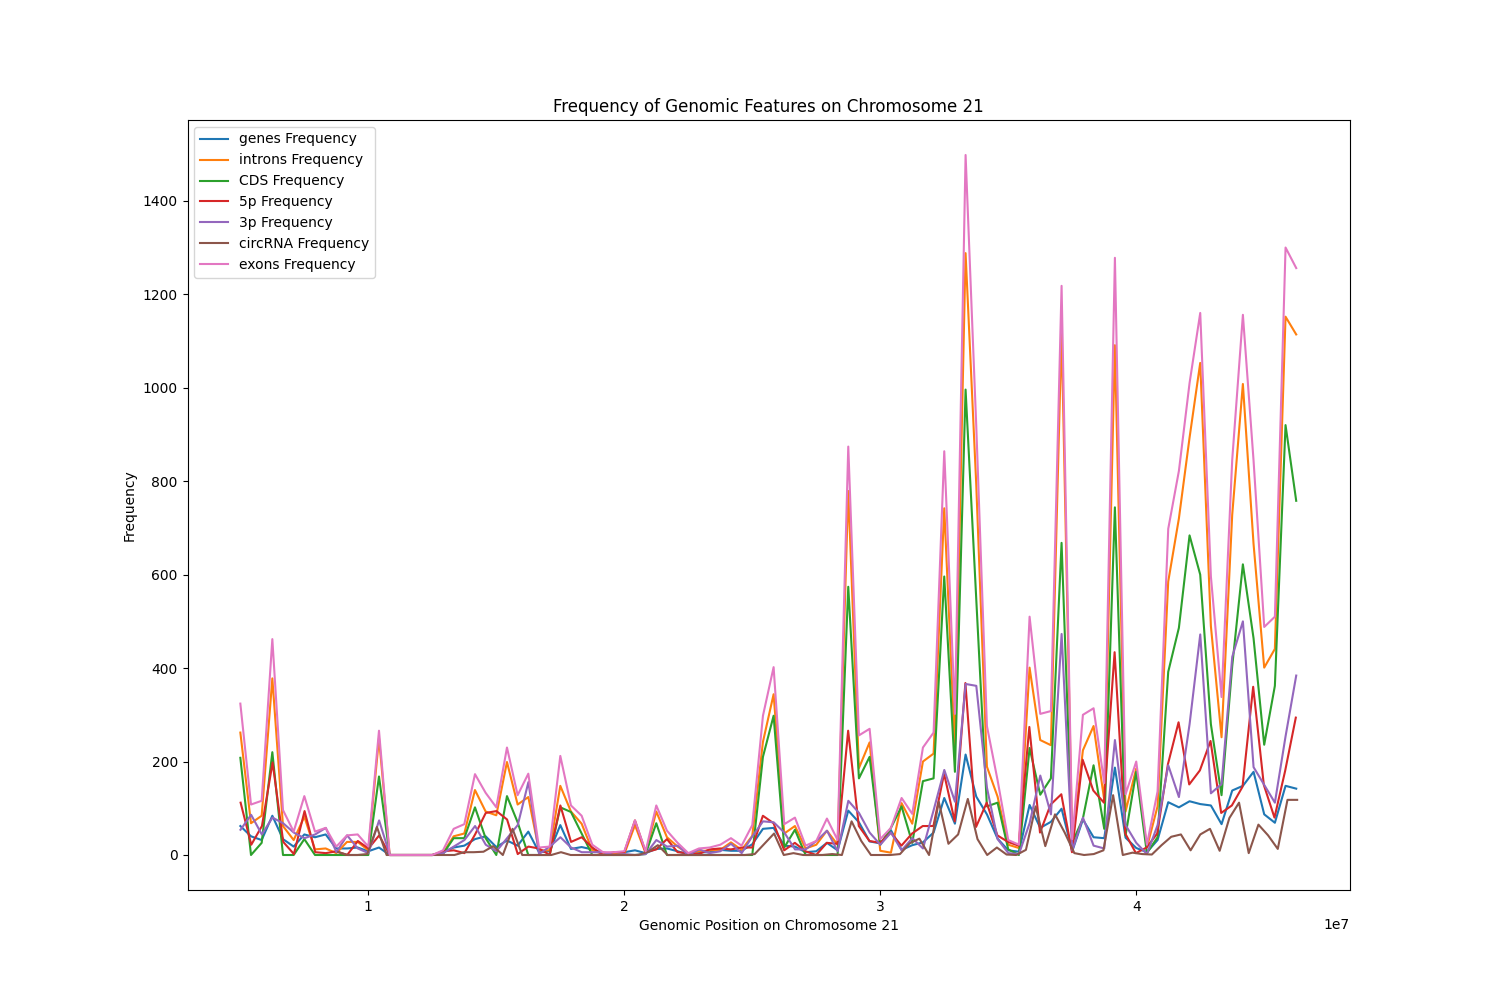 Frequency of Genomic Features on Chromosome 21
genes Frequency
introns Frequency
CDS Frequency
5p Frequency
3p Frequency
circRNA Frequency
exons Frequency
1400
1200
1000
800
600
400
200
0
Frequency
1 2 3 4
1e7
Genomic Position on Chromosome 21